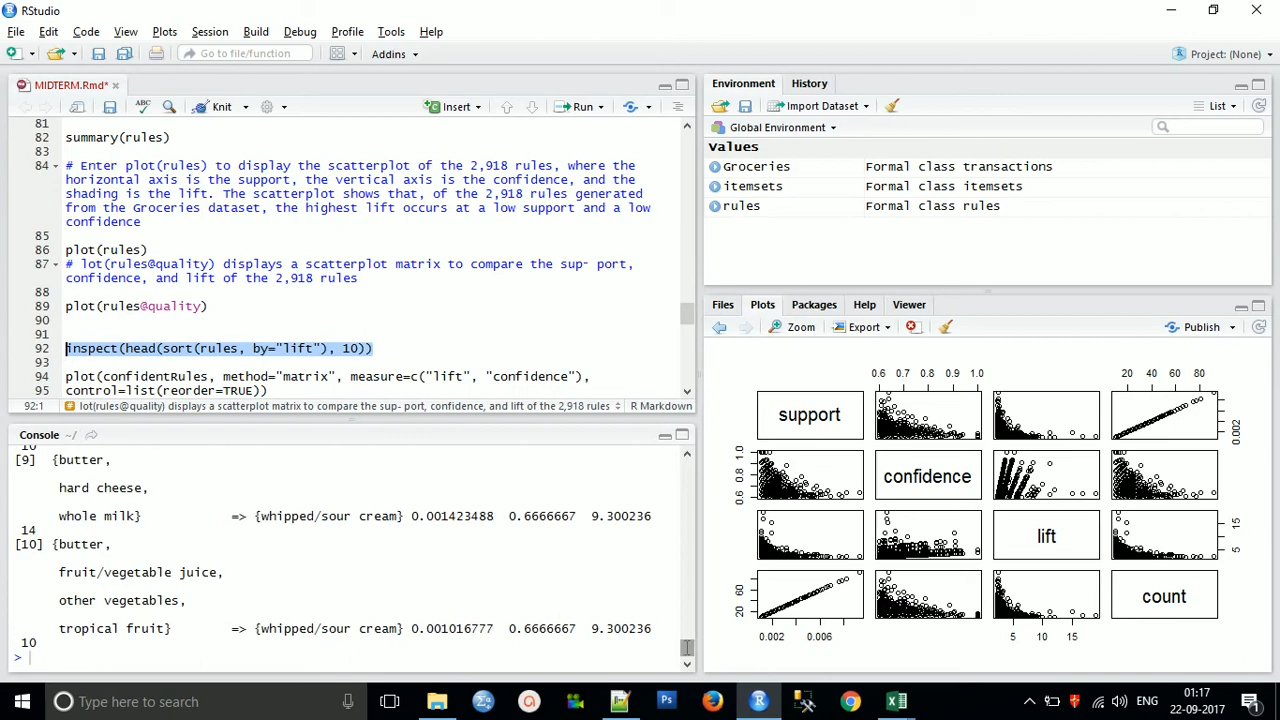 RStudio
File Edit Code View Plots Session Build Debug Profile Tools Help
Go to file/function Addins Project: (None)
MIDTERM.Rmd*
Knit Insert Run
81
82 summary(rules)
83
84 # Enter plot(rules) to display the scatterplot of the 2,918 rules, where the
horizontal axis is the support, the vertical axis is the confidence, and the
shading is the lift. The scatterplot shows that, of the 2,918 rules generated
from the Groceries dataset, the highest lift occurs at a low support and a low
confidence
85
86 plot(rules)
87 # lot(rules@quality) displays a scatterplot matrix to compare the sup- port,
confidence, and lift of the 2,918 rules
88
89 plot(rules@quality)
90
91
92 inspect(head(sort(rules, by="lift"), 10))
93
94 plot(confidentRules, method="matrix", measure=c("lift", "confidence"),
95 control=list(reorder=TRUE))
92:1 # lot(rules@quality) displays a scatterplot matrix to compare the sup- port, confidence, and lift of the 2,918 rules R Markdown
Console ~/
10
[9] {butter,
hard cheese,
whole milk} => {whipped/sour cream} 0.001423488 0.6666667 9.300236
14
[10] {butter,
fruit/vegetable juice,
other vegetables,
tropical fruit} => {whipped/sour cream} 0.001016777 0.6666667 9.300236
10
>
Environment History
Import Dataset List
Global Environment
Values
Groceries Formal class transactions
itemsets Formal class itemsets
rules Formal class rules
Files Plots Packages Help Viewer
Zoom Export Publish
0.6 0.7 0.8 0.9 1.0 20 40 60 80
support 0.002
0.6 0.8 1.0 confidence
lift 5 15
20 60 count
0.002 0.006 5 10 15
Type here to search ENG 01:17
22-09-2017